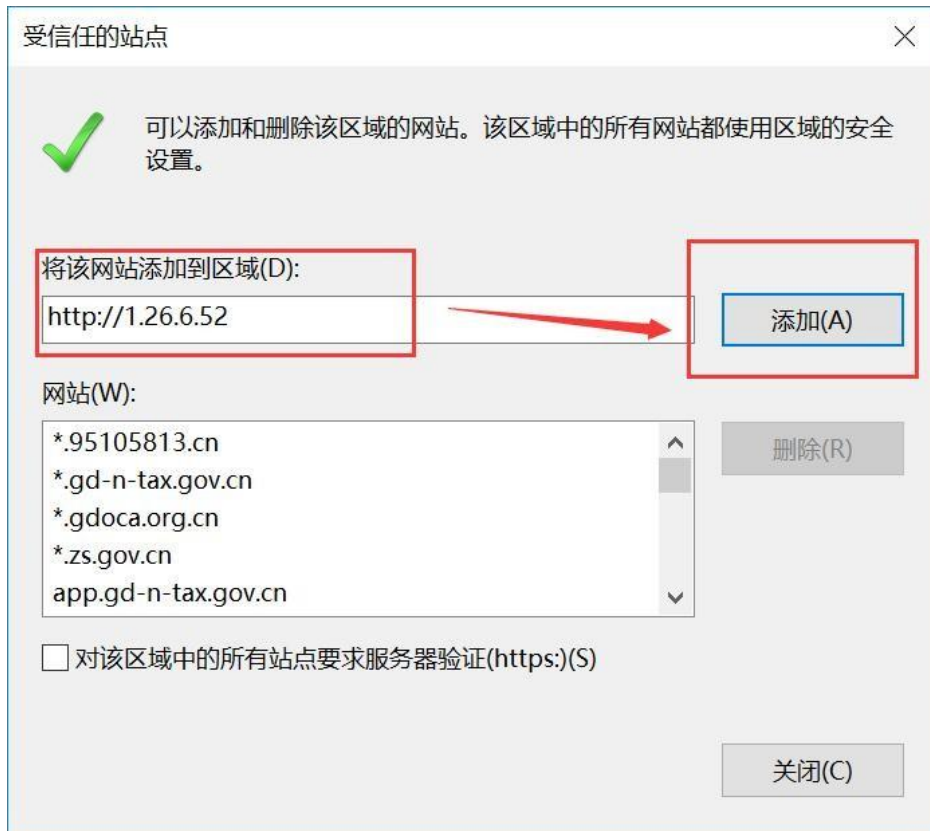 受信任的站点
可以添加和删除该区域的网站。该区域中的所有网站都使用区域的安全
设置。
将该网站添加到区域(D):
http://1.26.6.52
添加(A)
网站(W):
*.95105813.cn
*.gd-n-tax.gov.cn
*.gdoca.org.cn
*.zs.gov.cn
app.gd-n-tax.gov.cn
删除(R)
对该区域中的所有站点要求服务器验证(https:)(S)
关闭(C)